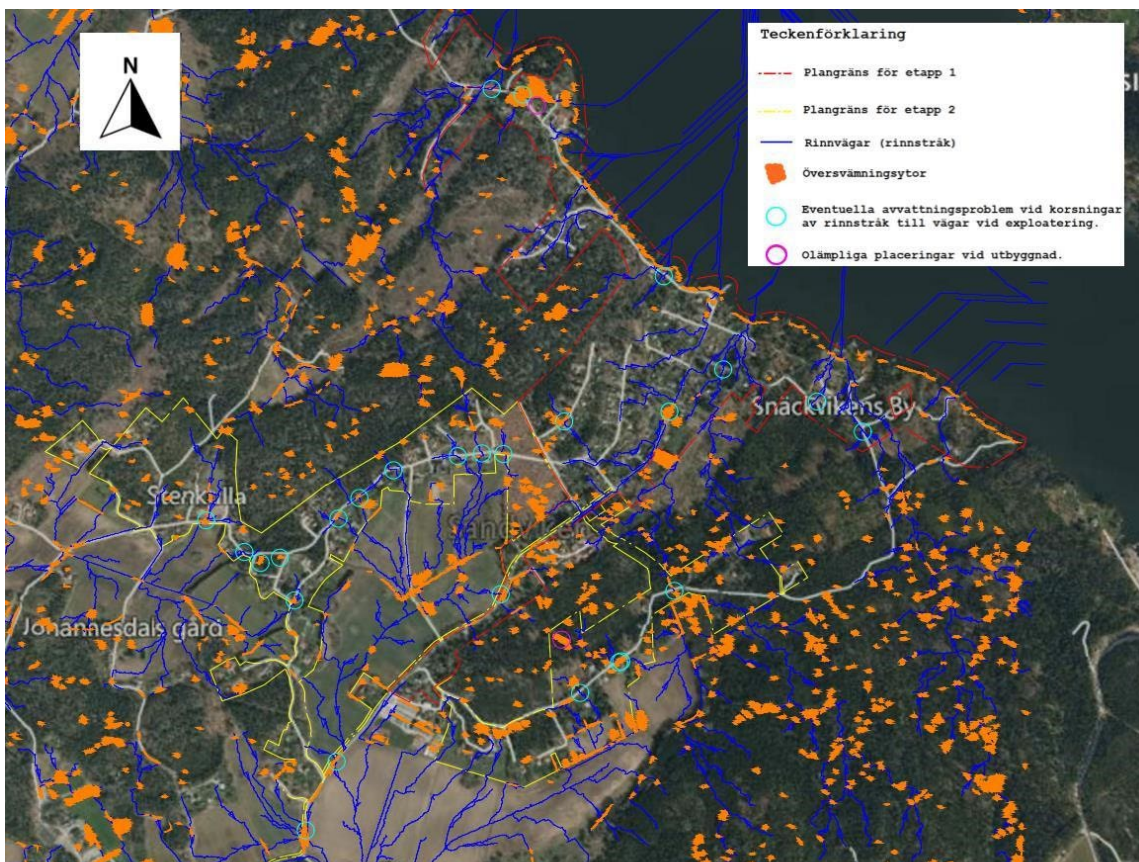 N
Teckenförklaring
Plangräns för etapp 1
Plangräns för etapp 2
Rinnvägar (rinnstråk)
Översvämningsytor
Eventuella avvattningsproblem vid korsningar
av rinnstråk till vägar vid exploatering.
Olämpliga placeringar vid utbyggnad.
Snäckvikens By
Sandviken
Johannesdals gård